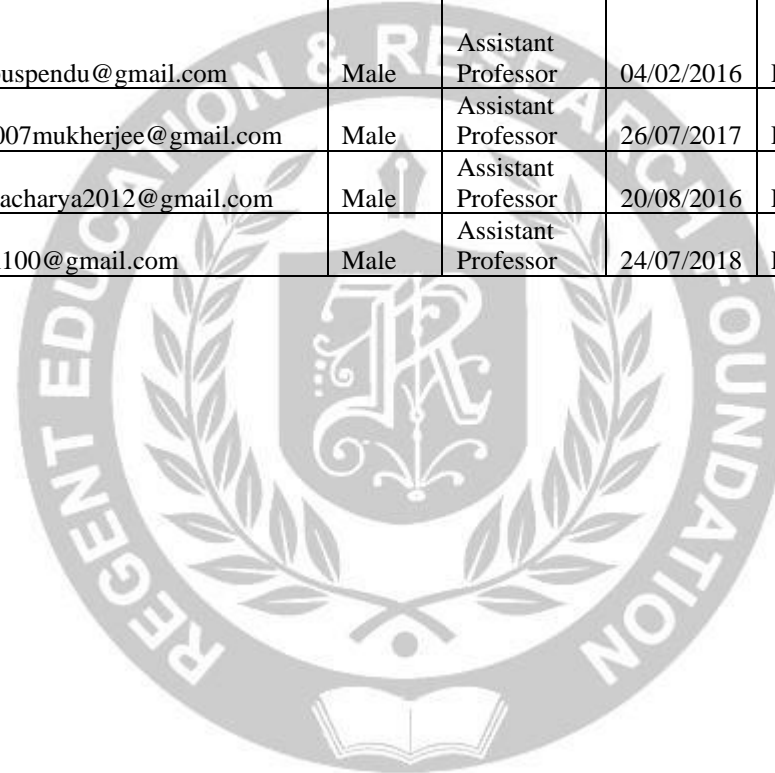 Assistant
uspendu@gmail.com Male Professor 04/02/2016
Assistant
007mukherjee@gmail.com Male Professor 26/07/2017
Assistant
acharya2012@gmail.com Male Professor 20/08/2016
Assistant
100@gmail.com Male Professor 24/07/2018
REGENT EDUCATION & RESEARCH FOUNDATION
R